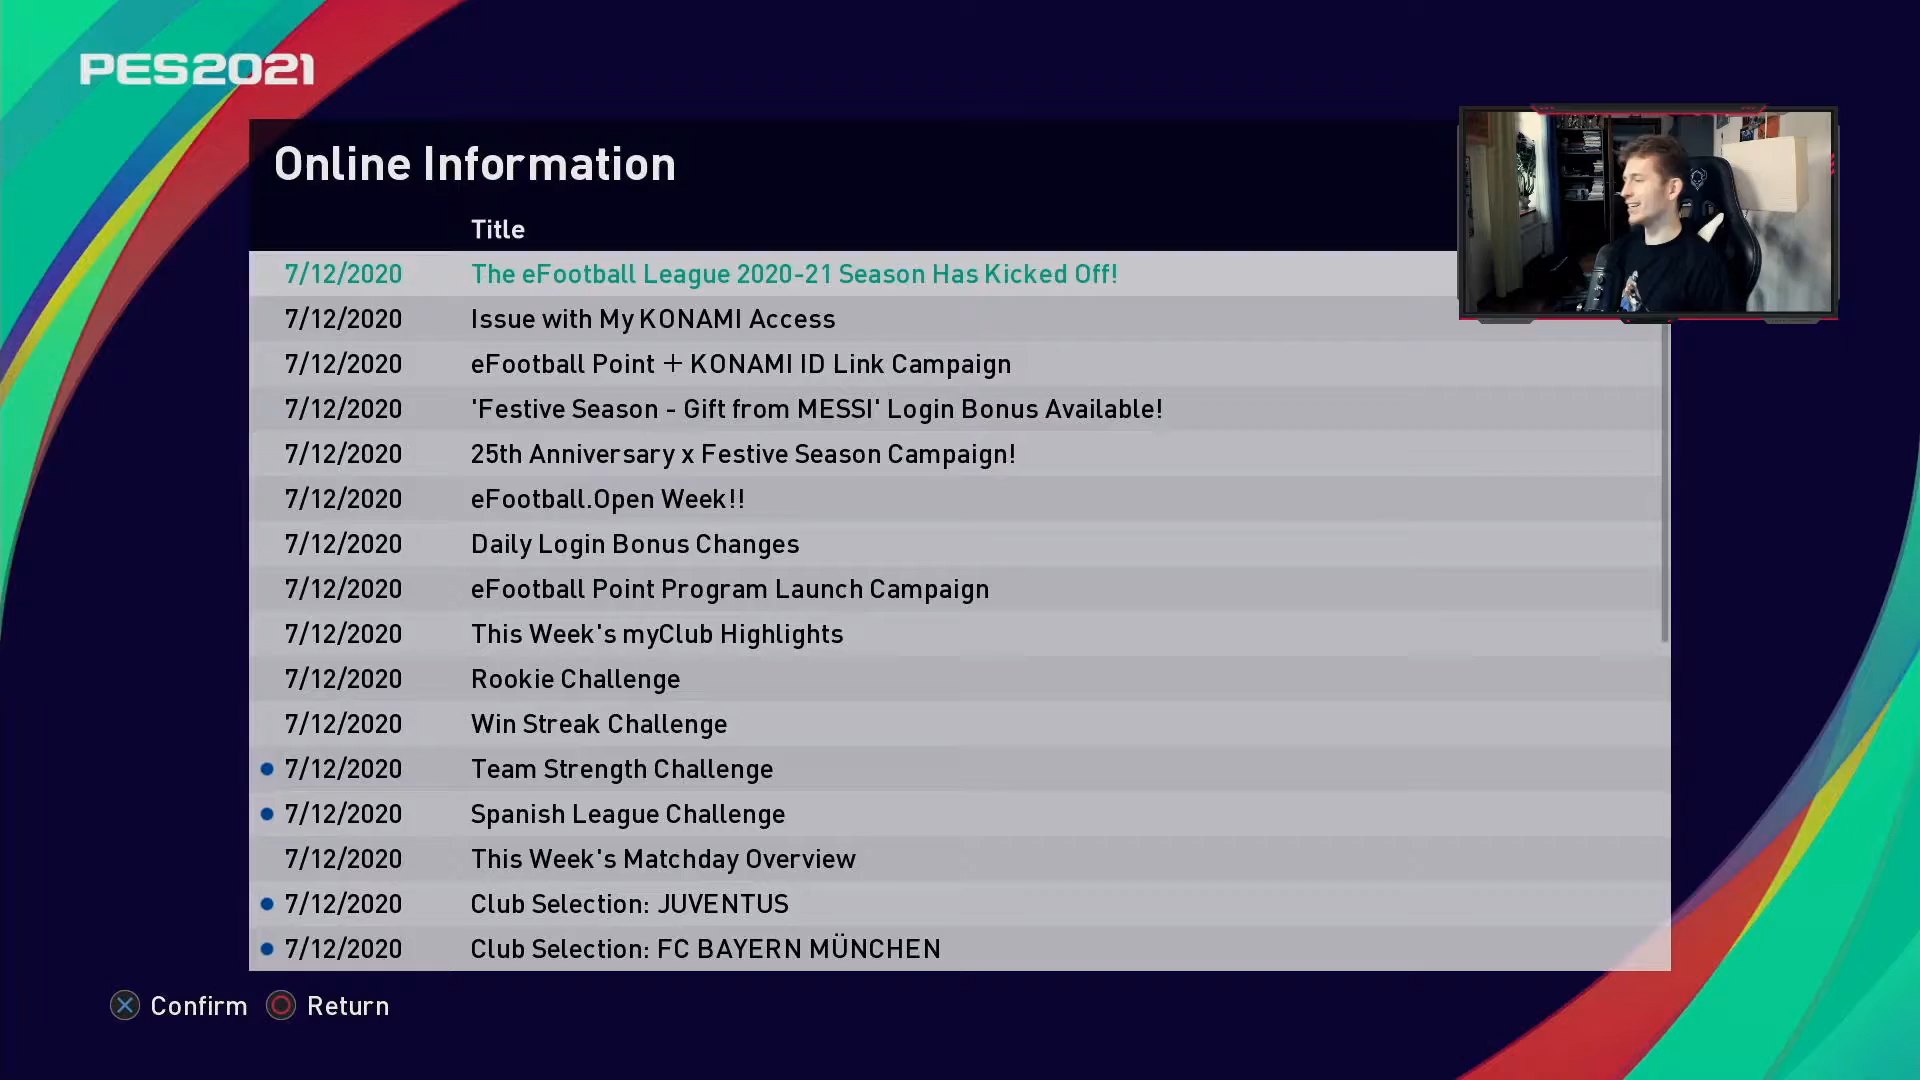 PES2021
Online Information
Title
7/12/2020 The eFootball League 2020-21 Season Has Kicked Off!
7/12/2020 Issue with My KONAMI Access
7/12/2020 eFootball Point + KONAMI ID Link Campaign
7/12/2020 'Festive Season - Gift from MESSI' Login Bonus Available!
7/12/2020 25th Anniversary x Festive Season Campaign!
7/12/2020 eFootball.Open Week!!
7/12/2020 Daily Login Bonus Changes
7/12/2020 eFootball Point Program Launch Campaign
7/12/2020 This Week's myClub Highlights
7/12/2020 Rookie Challenge
7/12/2020 Win Streak Challenge
7/12/2020 Team Strength Challenge
7/12/2020 Spanish League Challenge
7/12/2020 This Week's Matchday Overview
7/12/2020 Club Selection: JUVENTUS
7/12/2020 Club Selection: FC BAYERN MÜNCHEN
Confirm Return